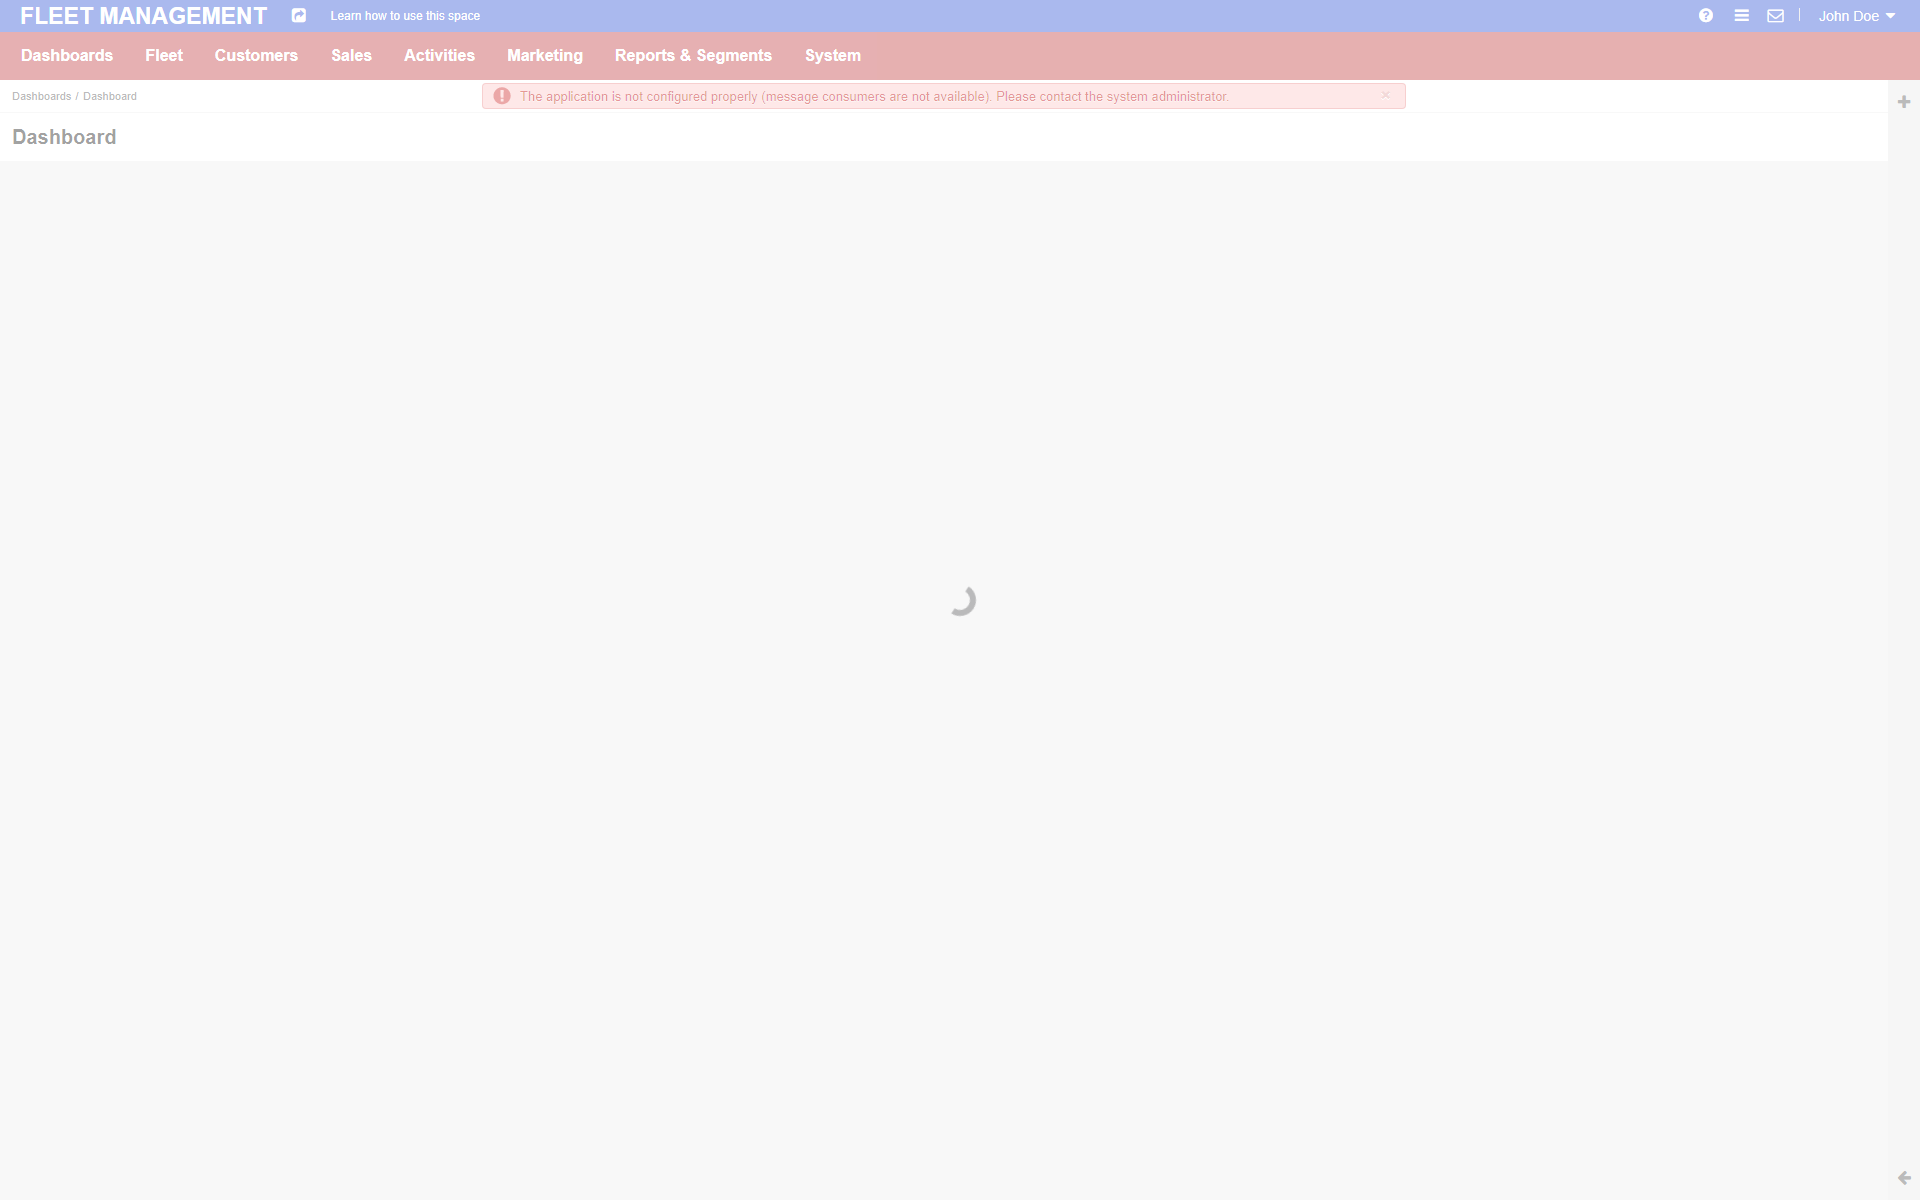 FLEET MANAGEMENT Learn how to use this space John Doe
Dashboards Fleet Customers Sales Activities Marketing Reports & Segments System
Dashboards / Dashboard
The application is not configured properly (message consumers are not available). Please contact the system administrator. ×
Dashboard